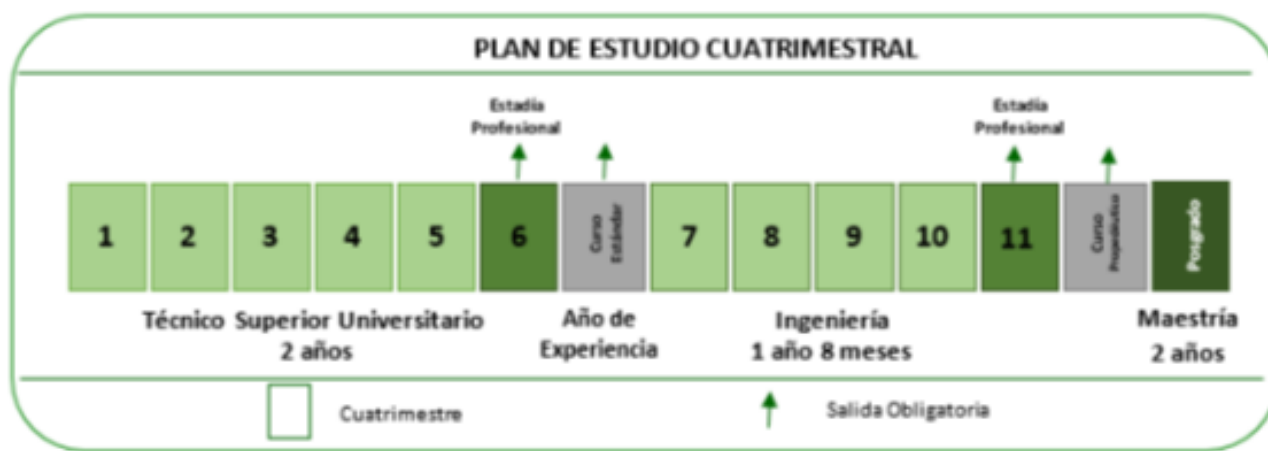 PLAN DE ESTUDIO CUATRIMESTRAL
Estadía
Profesional
Estadía
Profesional
1
2
3
4
5
6
Curso
Estándar
7
8
9
10
11
Curso
Propedéutico
Posgrado
Técnico Superior Universitario
2 años
Año de
Experiencia
Ingeniería
1 año 8 meses
Maestría
2 años
Cuatrimestre
Salida Obligatoria